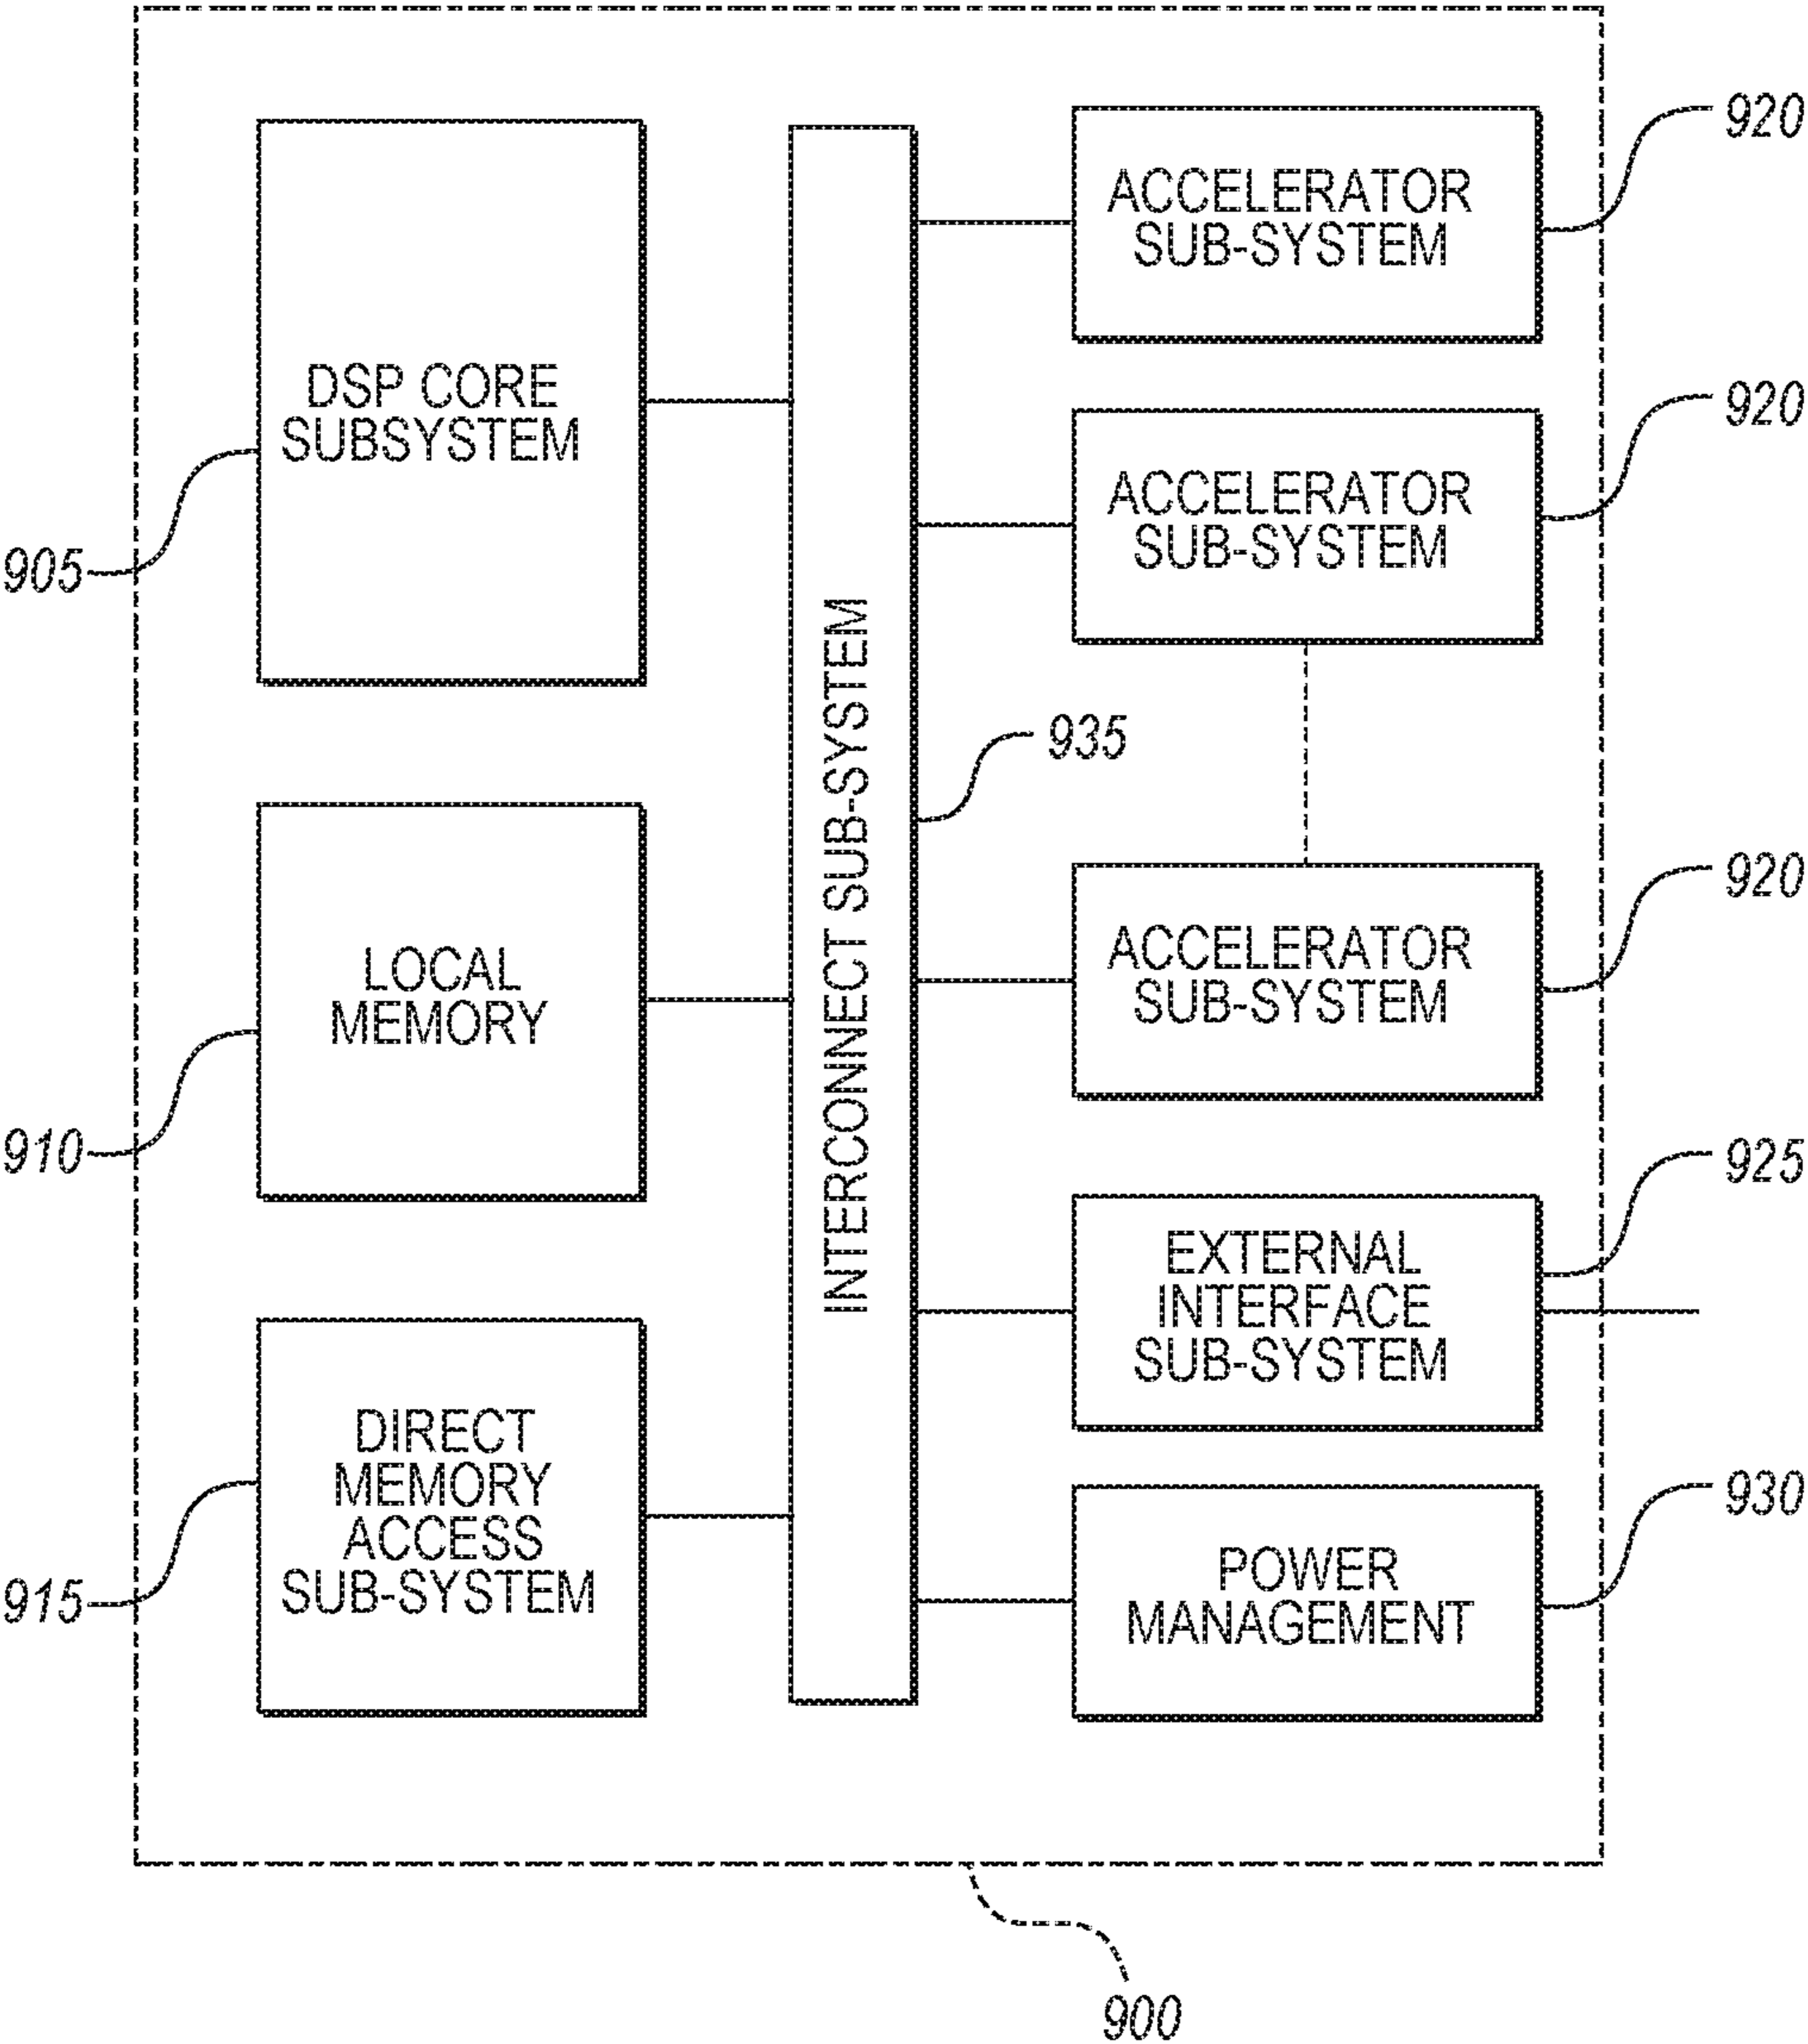 920
ACCELERATOR
SUB-SYSTEM
DSP CORE
SUBSYSTEM
905
920
ACCELERATOR
SUB-SYSTEM
INTERCONNECT SUB-SYSTEM
935
920
ACCELERATOR
SUB-SYSTEM
LOCAL
MEMORY
910
925
EXTERNAL
INTERFACE
SUB-SYSTEM
DIRECT
MEMORY
ACCESS
SUB-SYSTEM
915
930
POWER
MANAGEMENT
900